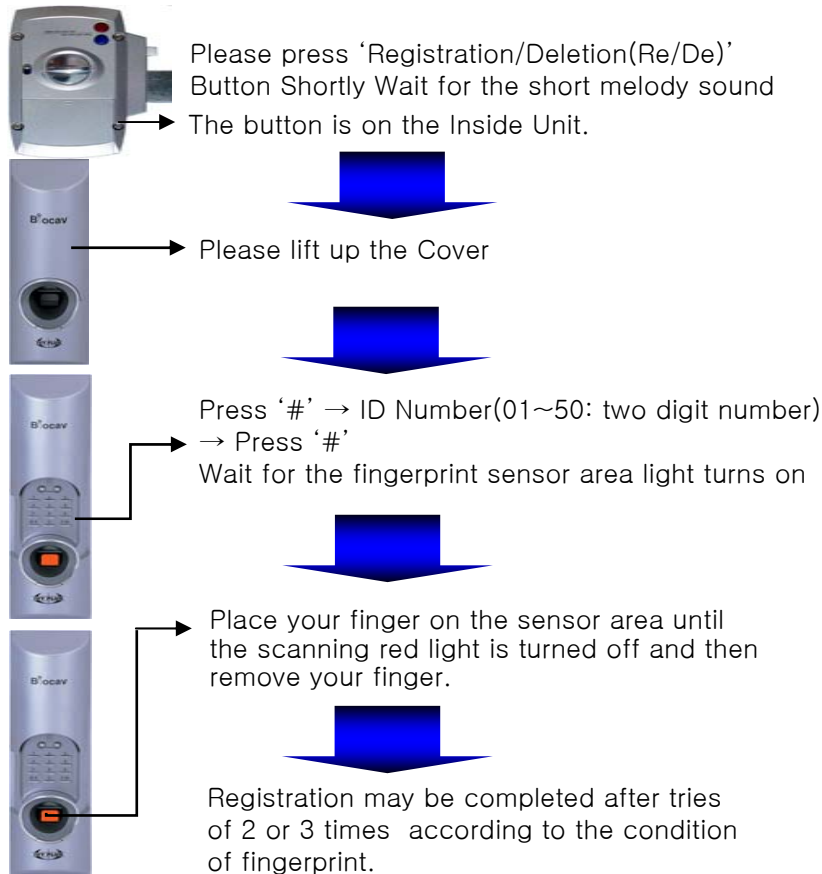 Please press ‘Registration/Deletion(Re/De)’
Button Shortly Wait for the short melody sound
The button is on the Inside Unit.
Please lift up the Cover
Press ‘#’ → ID Number(01~50: two digit number)
→ Press ‘#’
Wait for the fingerprint sensor area light turns on
Place your finger on the sensor area until
the scanning red light is turned off and then
remove your finger.
Registration may be completed after tries
of 2 or 3 times according to the condition
of fingerprint.